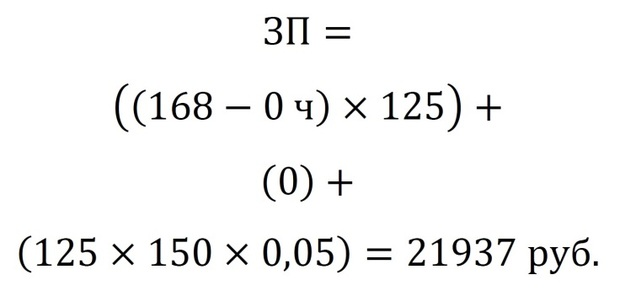 ЗП =
((168 − 0 ч) × 125) +
(0) +
(125 × 150 × 0,05) = 21937 руб.